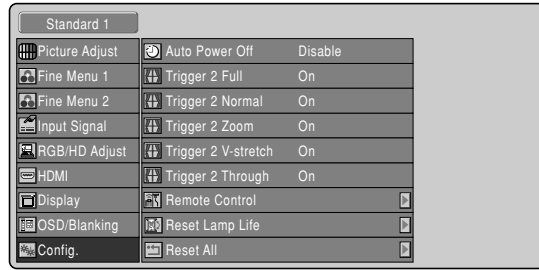 Standard 1
Picture Adjust
Fine Menu 1
Fine Menu 2
Input Signal
RGB/HD Adjust
HDMI
Display
OSD/Blanking
Config.
Auto Power Off Disable
Trigger 2 Full On
Trigger 2 Normal On
Trigger 2 Zoom On
Trigger 2 V-stretch On
Trigger 2 Through On
Remote Control
Reset Lamp Life
Reset All